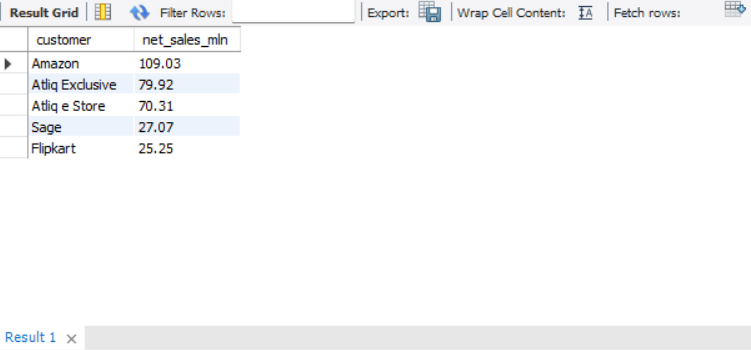 Result Grid Filter Rows: Export: Wrap Cell Content: IA Fetch rows:
customer net_sales_mln
Amazon 109.03
Atliq Exclusive 79.92
Atliq e Store 70.31
Sage 27.07
Flipkart 25.25
Result 1 ×